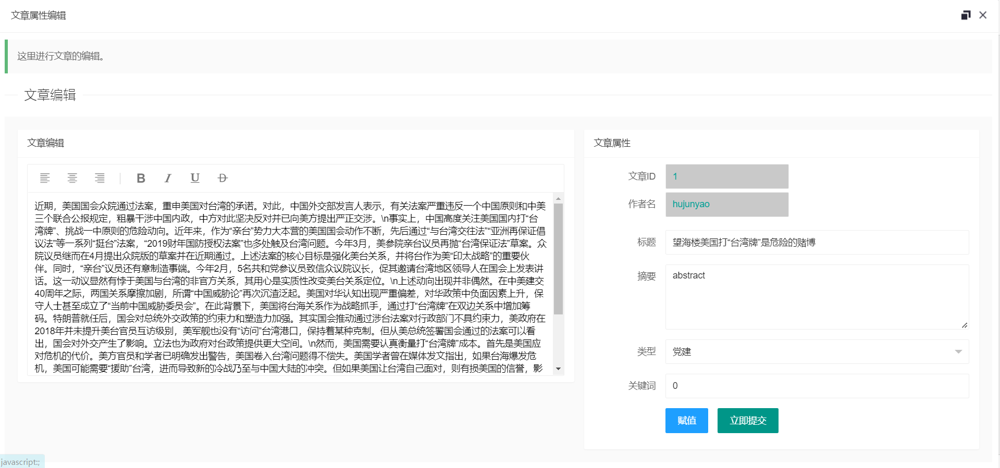 文章属性编辑
这里进行文章的编辑。
文章编辑
文章编辑
B I U D
近期，美国国会众院通过法案，重申美国对台湾的承诺。对此，中国外交部发言人表示，有关法案严重违反一个中国原则和中美
三个联合公报规定，粗暴干涉中国内政，中方对此坚决反对并已向美方提出严正交涉。\n事实上，中国高度关注美国国内打“台
湾牌”、挑战一中原则的危险动向。近年来，作为“亲台”势力大本营的美国国会动作不断，先后通过“与台湾交往法”“亚洲再保证倡
议法”等一系列“挺台”法案，“2019财年国防授权法案”也多处触及台湾问题。今年3月，美参院亲台议员再抛“台湾保证法”草案。众
院议员继而在4月提出众院版的草案并在近期通过。上述法案的核心目标是强化美台关系，并将台作为美“印太战略”的重要伙
伴。同时，“亲台”议员还有意制造事端。今年2月，5名共和党参议员致信众议院议长，促其邀请台湾地区领导人在国会上发表讲
话。这一动议显然有悖于美国与台湾的非官方关系，其用心是实质性改变美台关系定位。\n上述动向出现并非偶然。在中美建交
40周年之际，两国关系摩擦加剧，所谓“中国威胁论”再次沉渣泛起。美国对华认知出现严重偏差，对华政策中负面因素上升，保
守人士甚至成立了“当前中国威胁委员会”。在此背景下，美国将台海关系作为战略抓手，通过打“台湾牌”在双边关系中增加筹
码。特朗普就任后，国会对总统外交政策的约束力和塑造力加强。其实国会推动通过涉台法案对行政部门不具约束力，美政府在
2018年并未提升美台官员互访级别，美军舰也没有“访问”台湾港口，保持着某种克制。但从美总统签署国会通过的法案可以看
出，国会对外交产生了影响。立法也为政府对台政策提供更大空间。\n然而，美国需要认真衡量打“台湾牌”成本。首先是美国应
对危机的代价。美方官员和学者已明确发出警告，美国卷入台湾问题得不偿失。美国学者曾在媒体发文指出，如果台海爆发危
机，美国可能需要“援助”台湾，进而导致新的冷战乃至与中国大陆的冲突。但如果美国让台湾自己面对，则有损美国的信誉，影
文章属性
文章ID 1
作者名 hujunyao
标题 望海楼美国打“台湾牌”是危险的赌博
摘要 abstract
类型 党建
关键词 0
赋值 立即提交
javascript:;